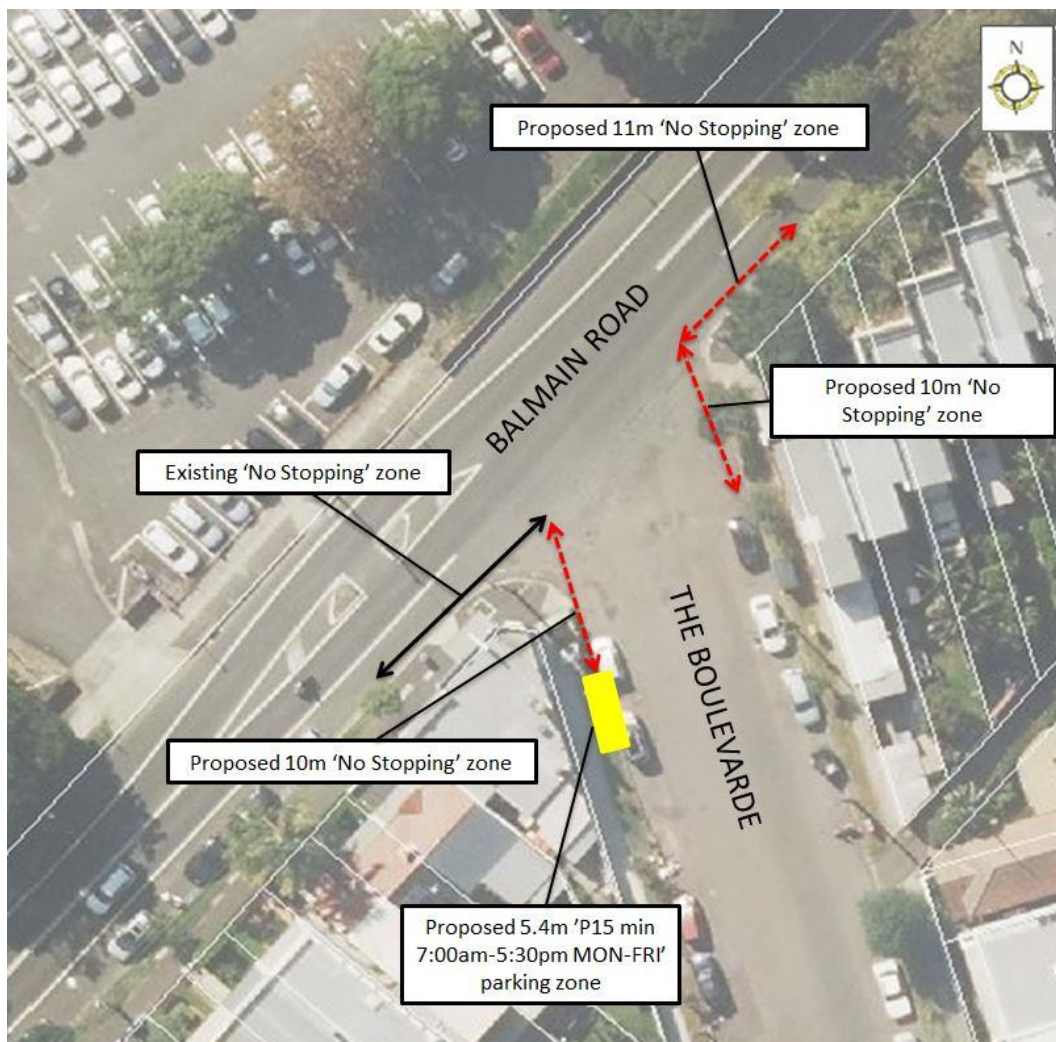 N
Proposed 11m ‘No Stopping’ zone
BALMAIN ROAD
Proposed 10m ‘No
Stopping’ zone
Existing ‘No Stopping’ zone
THE BOULEVARDE
Proposed 10m ‘No Stopping’ zone
Proposed 5.4m ’P15 min
7:00am-5:30pm MON-FRI’
parking zone